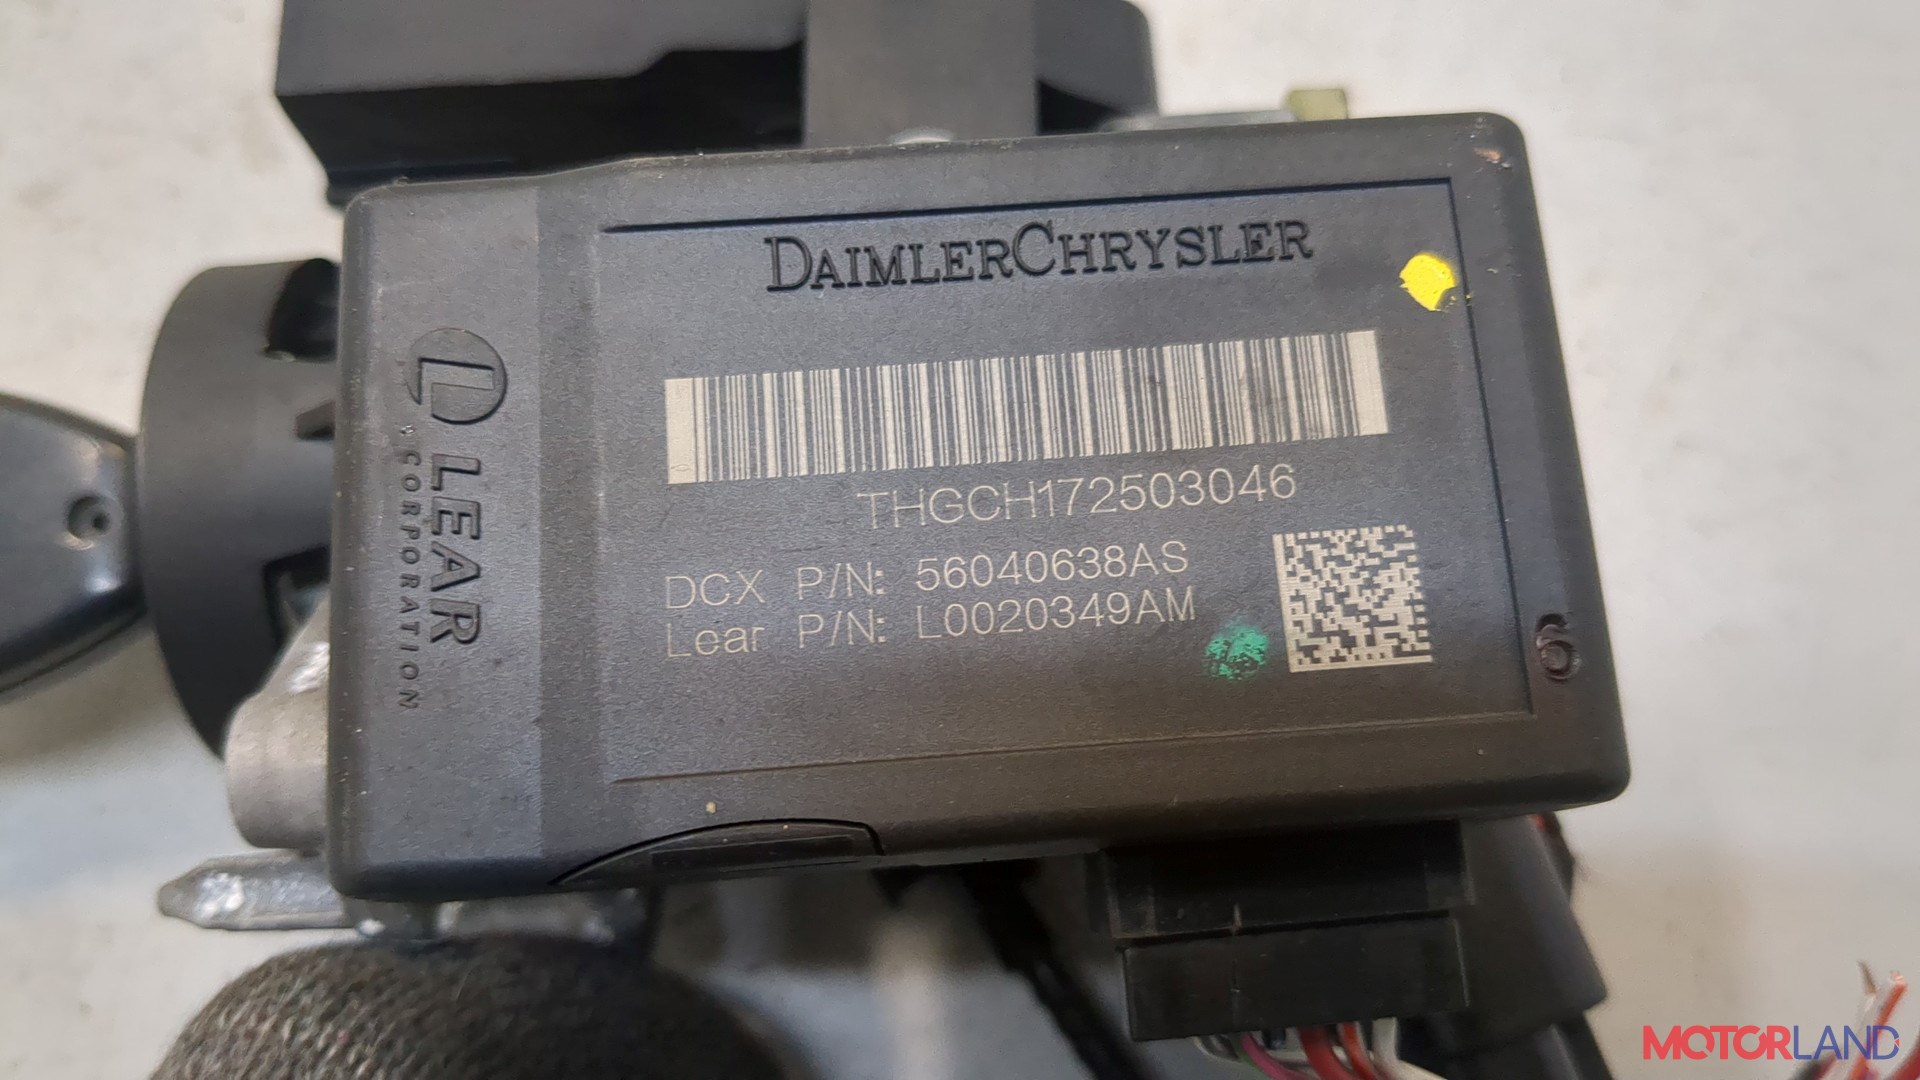 DAIMLERCHRYSLER
LEAR
CORPORATION
THGCH172503046
DCX P/N: 56040638AS
Lear P/N: L0020349AM
6
MOTORLAND